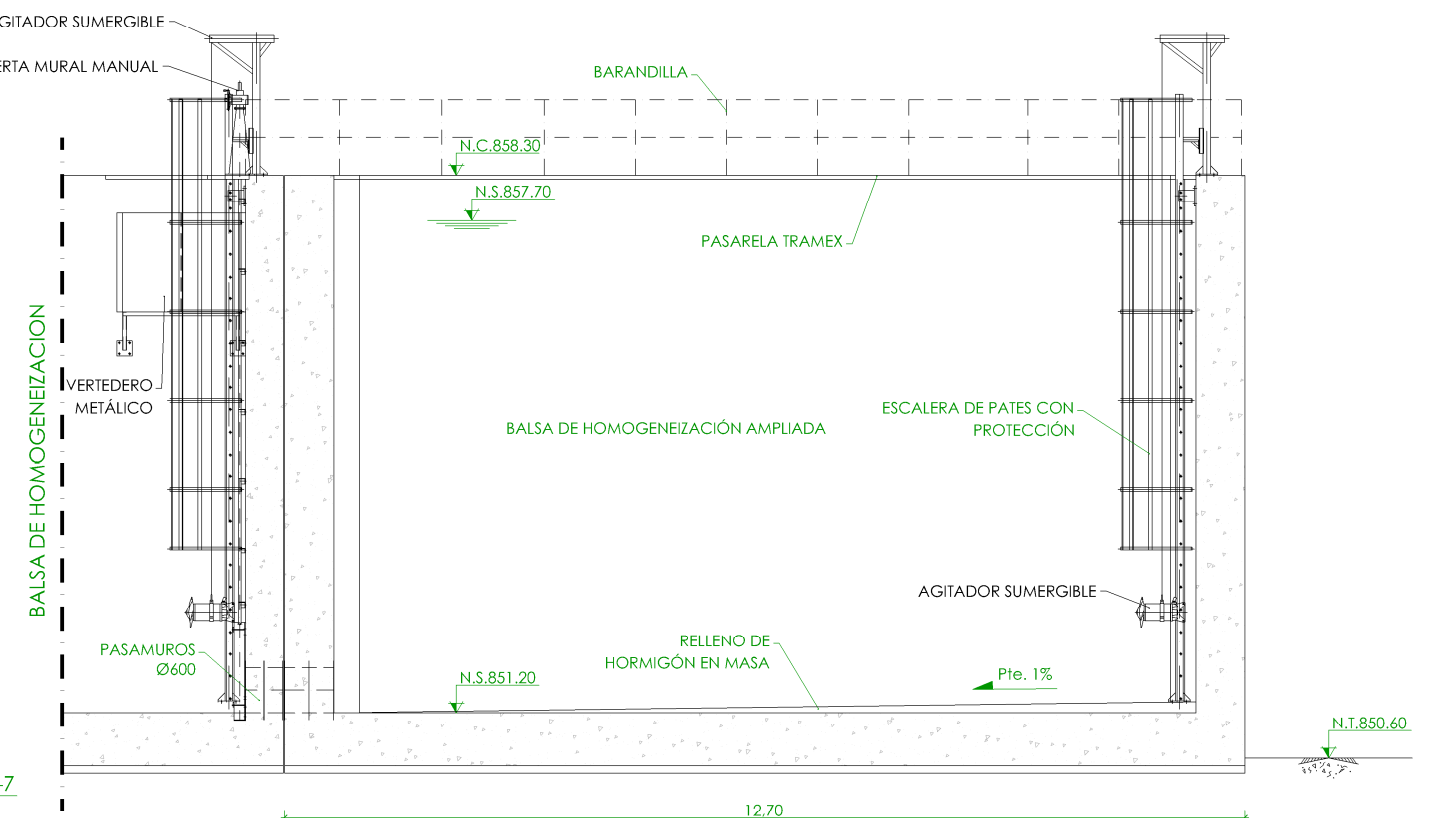 AGITADOR SUMERGIBLE
MURAL MANUAL
BARANDILLA
N.C.858.30
N.S.857.70
PASARELA TRAMEX
BALSA DE HOMOGENEIZACION
VERTEDERO
METÁLICO
ESCALERA DE PATES CON
PROTECCIÓN
BALSA DE HOMOGENEIZACIÓN AMPLIADA
AGITADOR SUMERGIBLE
PASAMUROS
Ø600
RELLENO DE
HORMIGÓN EN MASA
N.S.851.20
Pte. 1%
N.T.850.60
-7
12,70